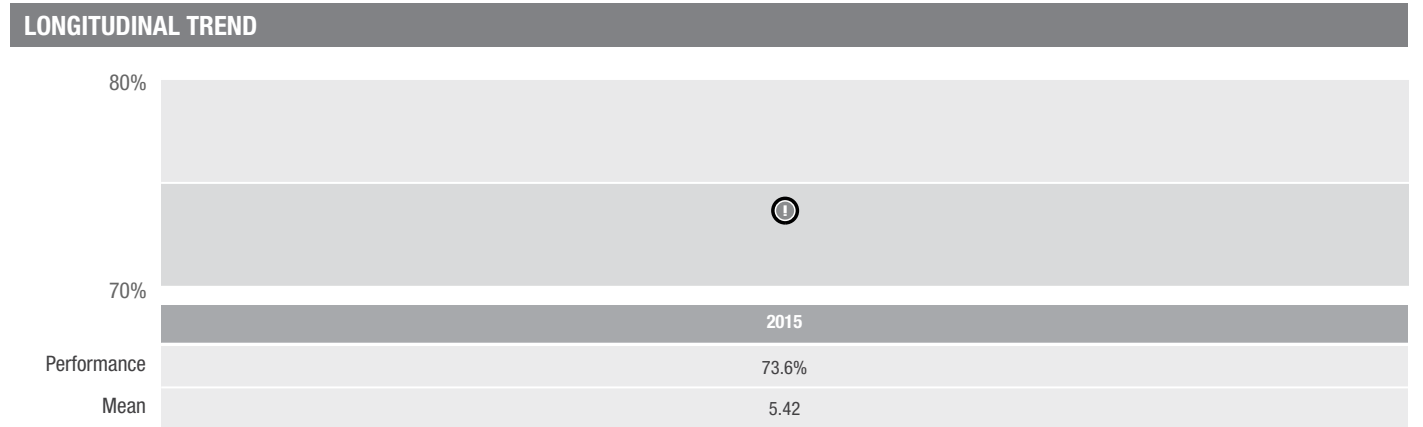 LONGITUDINAL TREND
80%
!
70%
2015
Performance 73.6%
Mean 5.42